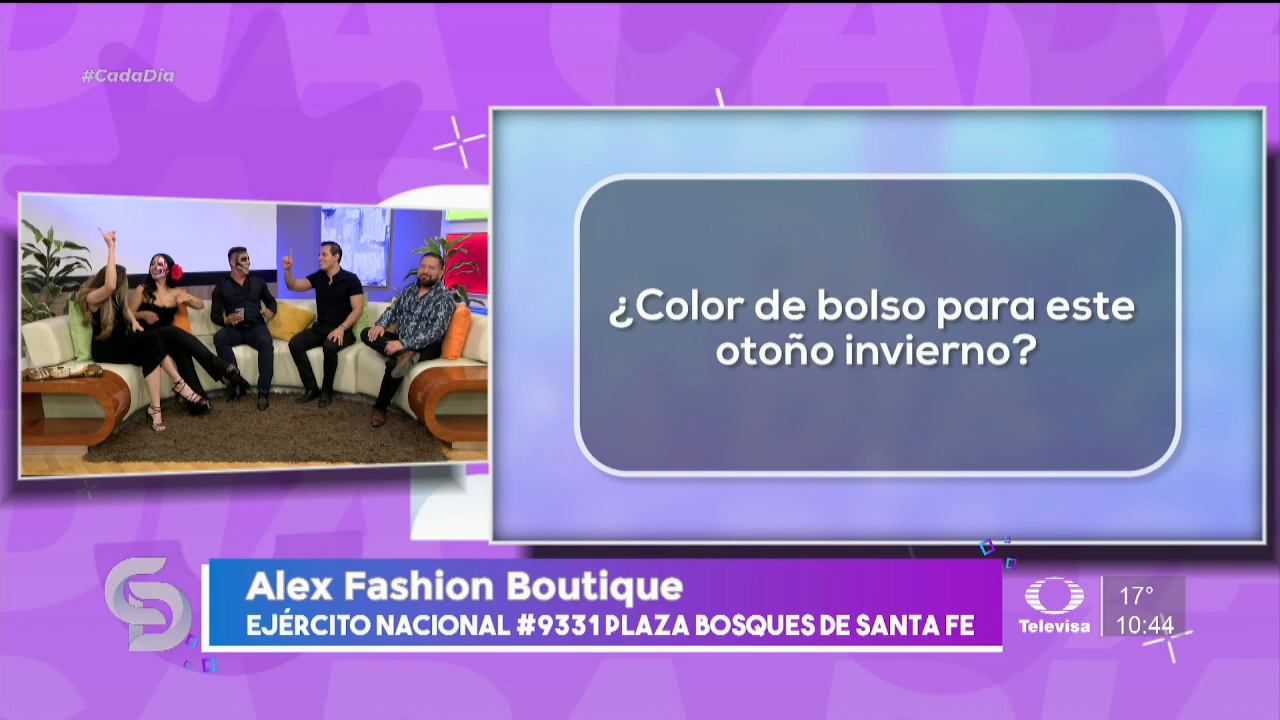 #CadaDía
¿Color de bolso para este
otoño invierno?
Alex Fashion Boutique
EJÉRCITO NACIONAL #9331 PLAZA BOSQUES DE SANTA FE
Televisa
17°
10:44